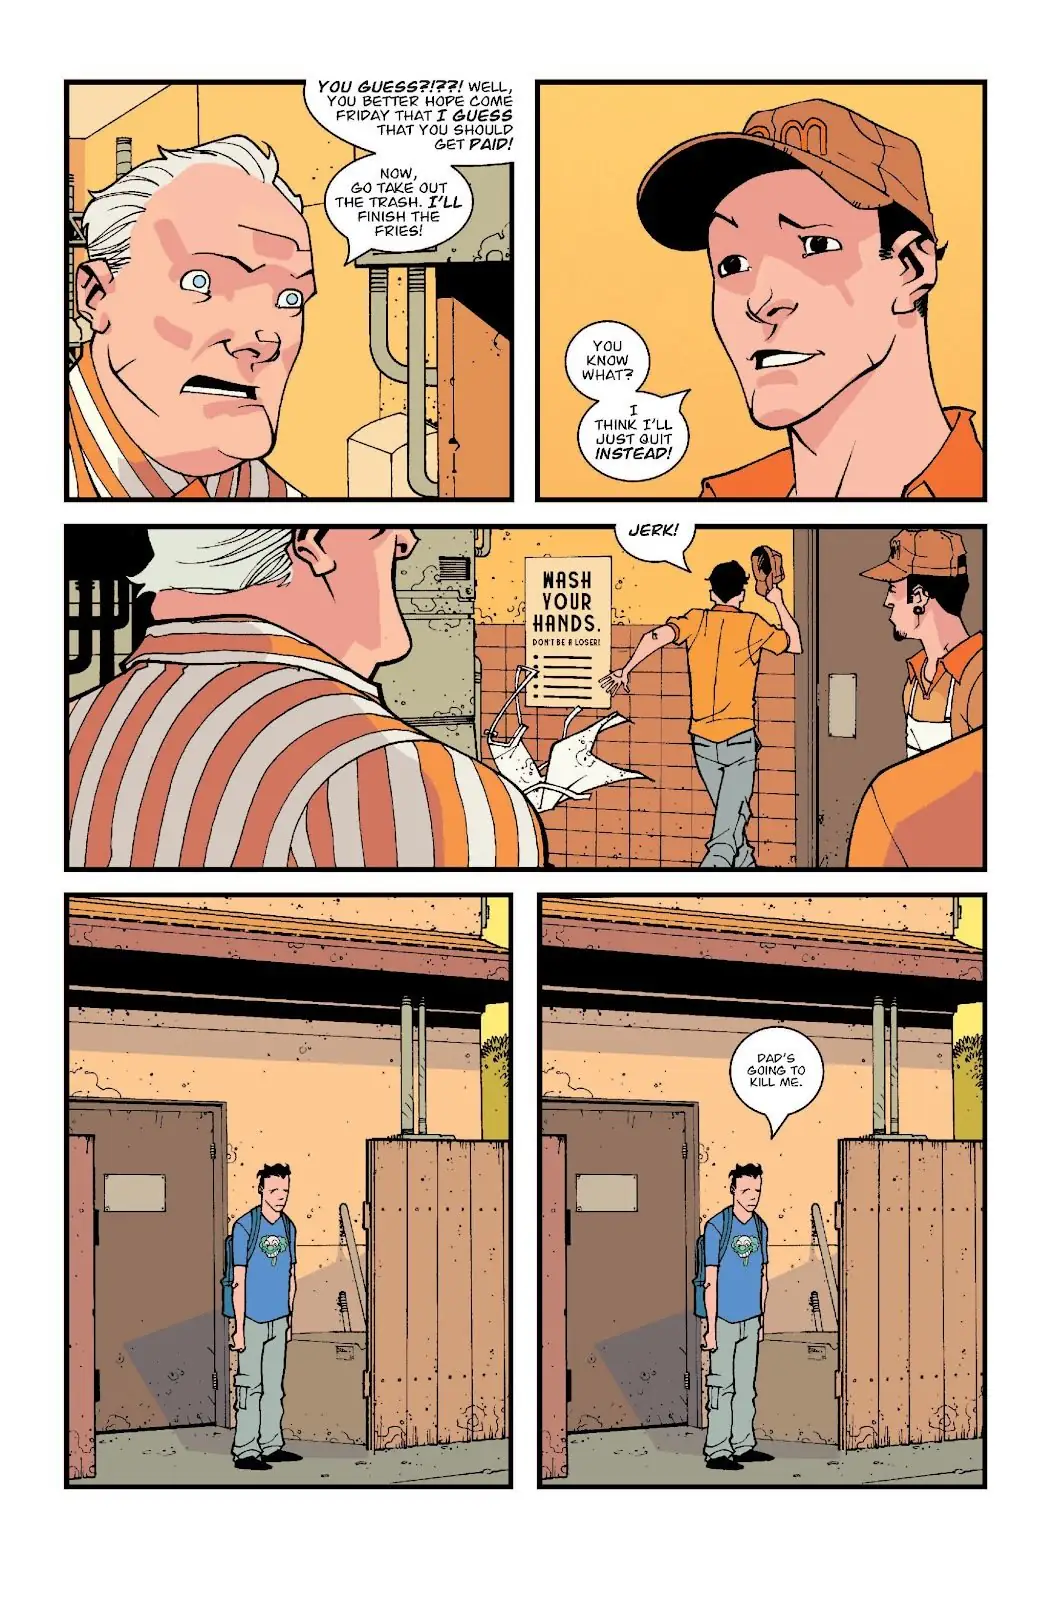 YOU GUESS?!??! WELL,
YOU BETTER HOPE COME
FRIDAY THAT I GUESS
THAT YOU SHOULD
GET PAID!
NOW,
GO TAKE OUT
THE TRASH. I'LL
FINISH THE
FRIES!
YOU
KNOW
WHAT?
I
THINK I'LL
JUST QUIT
INSTEAD!
JERK!
WASH
YOUR
HANDS.
DON'T BE A LOSER!
DAD'S
GOING TO
KILL ME.